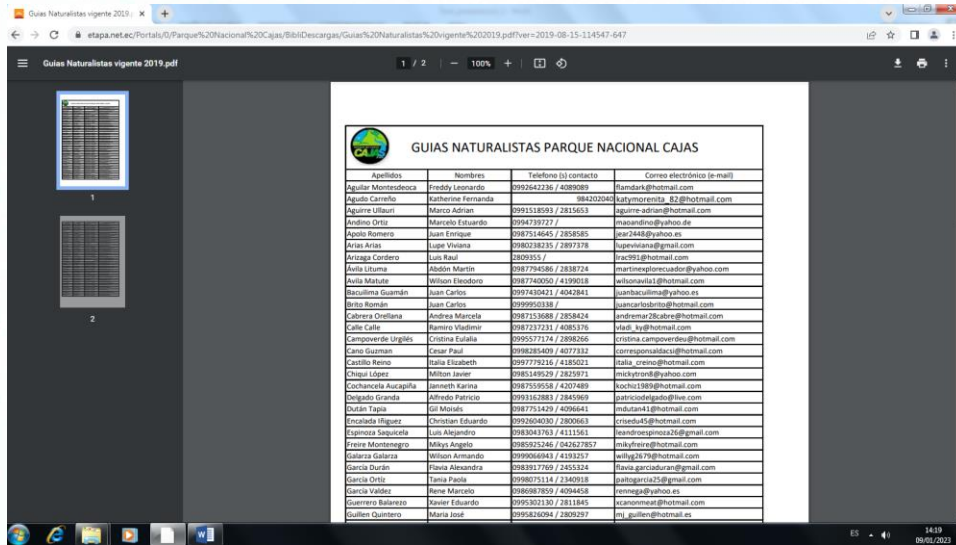 Guias Naturalistas vigente 2019.
etapa.net.ec/Portals/0/Parque%20Nacional%20Cajas/BibliDescargas/Guias%20Naturalistas%20vigente%202019.pdf?ver=2019-08-15-114547-647
Guias Naturalistas vigente 2019.pdf 1 / 2 100%
1
2
CAJAS
GUIAS NATURALISTAS PARQUE NACIONAL CAJAS
Apellidos Nombres Telefono (s) contacto Correo electrónico (e-mail)
Aguilar Montesdeoca Freddy Leonardo 0992642236 / 4089089 flamdark@hotmail.com
Agudo Carreño Katherine Fernanda 984202040 katymorenita_82@hotmail.com
Aguirre Ullauri Marco Adrian 0991518593 / 2815653 aguirre-adrian@hotmail.com
Andino Ortiz Marcelo Estuardo 0994739727 / maoandino@yahoo.de
Apolo Romero Juan Enrique 0987514645 / 2858585 jear2448@yahoo.es
Arias Arias Lupe Viviana 0980238235 / 2897378 lupeviviana@gmail.com
Arizaga Cordero Luis Raul 2809355 / lrac991@hotmail.com
Ávila Lituma Abdón Martín 0987794586 / 2838724 martinexplorecuador@yahoo.com
Avila Matute Wilson Eleodoro 0987740050 / 4199018 wilsonavila1@hotmail.com
Bacuilima Guamán Juan Carlos 0997430421 / 4042841 juanbacuilima@yahoo.es
Brito Román Juan Carlos 0999950338 / juancarlosbrito@hotmail.com
Cabrera Orellana Andrea Marcela 0987153688 / 2858424 andremar28cabre@hotmail.com
Calle Calle Ramiro Vladimir 0987237231 / 4085376 vladi_ky@hotmail.com
Campoverde Urgilés Cristina Eulalia 0995577174 / 2898266 cristina.campoverdeu@hotmail.com
Cano Guzman Cesar Paul 0998285409 / 4077332 corresponsaldacsi@hotmail.com
Castillo Reino Italia Elizabeth 0997779216 / 4185021 italia_creino@hotmail.com
Chiqui López Milton Javier 0985149529 / 2825971 mickytron8@yahoo.com
Cochancela Aucapiña Janneth Karina 0987559558 / 4207489 kochiz1989@hotmail.com
Delgado Granda Alfredo Patricio 0993162883 / 2845969 patriciodelgado@live.com
Dután Tapia Gil Moisés 0987751429 / 4096641 mdutan41@hotmail.com
Encalada Iñiguez Christian Eduardo 0992604030 / 2800663 crisedu45@hotmail.com
Espinoza Saquicela Luis Alejandro 0983043763 / 4111561 leandroespinoza26@gmail.com
Freire Montenegro Mikys Angelo 0985925246 / 042627857 mikyfreire@hotmail.com
Galarza Galarza Wilson Armando 0999066943 / 4193257 willyg2679@hotmail.com
García Durán Flavia Alexandra 0983917769 / 2455324 flavia.garciaduran@gmail.com
García Ortíz Tania Paola 0998075114 / 2340918 paitogarcia25@gmail.com
García Valdez Rene Marcelo 0986987859 / 4094458 rennega@yahoo.es
Guerrero Balarezo Xavier Eduardo 0995302130 / 2811845 xcanonmeat@hotmail.com
Guillen Quintero María José 0995826094 / 2809297 mj_guillen@hotmail.es
ES 14:19
09/01/2023